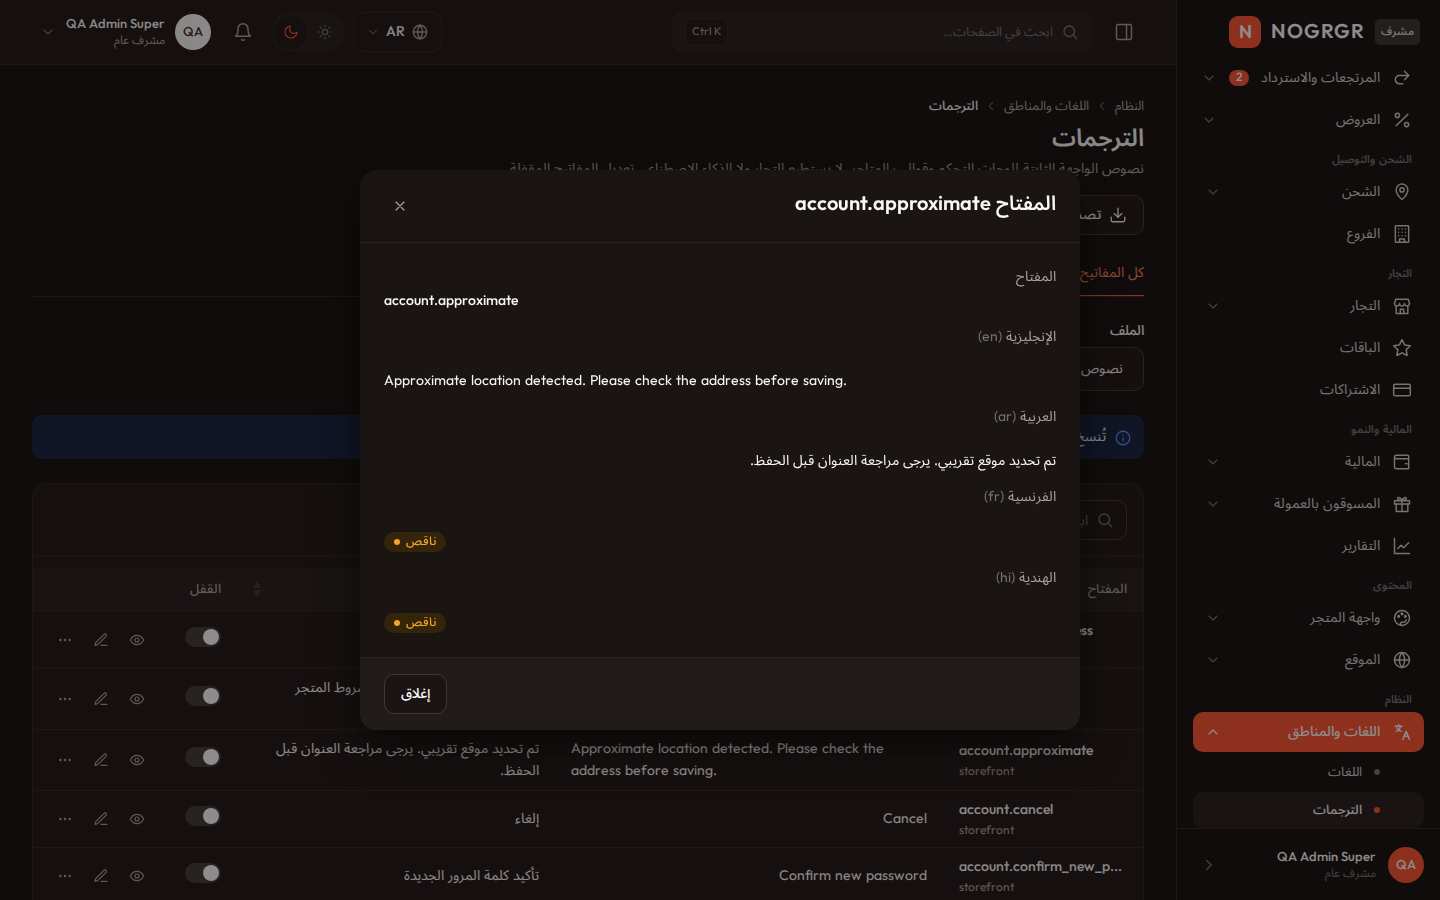 مشرف
NOGRGR
N
المرتجعات والاسترداد
2
العروض
الشحن والتوصيل
الشحن
الفروع
التجار
التجار
الباقات
الاشتراكات
المالية والنمو
المالية
المسوقون بالعمولة
التقارير
المحتوى
واجهة المتجر
الموقع
النظام
اللغات والمناطق
اللغات
الترجمات
QA Admin Super
مشرف عام
QA
ابحث في الصفحات...
Ctrl K
AR
QA
QA Admin Super
مشرف عام
النظام
اللغات والمناطق
الترجمات
الترجمات
كل المفاتيح
الملف
نصوص
المفتاح account.approximate
المفتاح
account.approximate
الإنجليزية (en)
Approximate location detected. Please check the address before saving.
العربية (ar)
تم تحديد موقع تقريبي. يرجى مراجعة العنوان قبل الحفظ.
الفرنسية (fr)
ناقص
الهندية (hi)
ناقص
إغلاق
المفتاح
القفل
account.approximate
storefront
Approximate location detected. Please check the
address before saving.
تم تحديد موقع تقريبي. يرجى مراجعة العنوان قبل
الحفظ.
account.cancel
storefront
Cancel
إلغاء
account.confirm_new_p...
storefront
Confirm new password
تأكيد كلمة المرور الجديدة